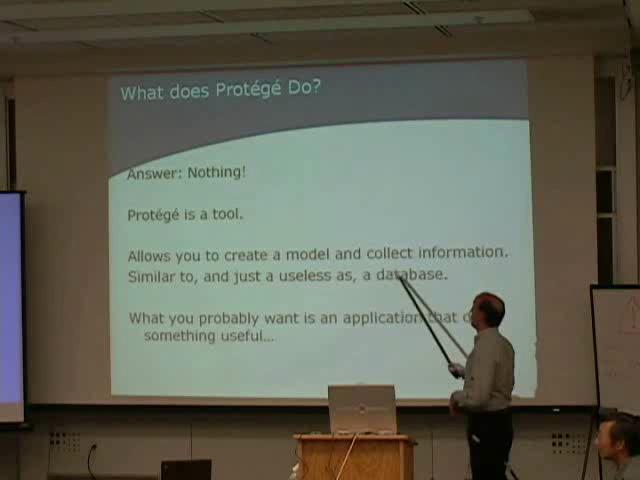 What does Protégé Do?
Answer: Nothing!
Protégé is a tool.
Allows you to create a model and collect information.
Similar to, and just a useless as, a database.
What you probably want is an application that
something useful...